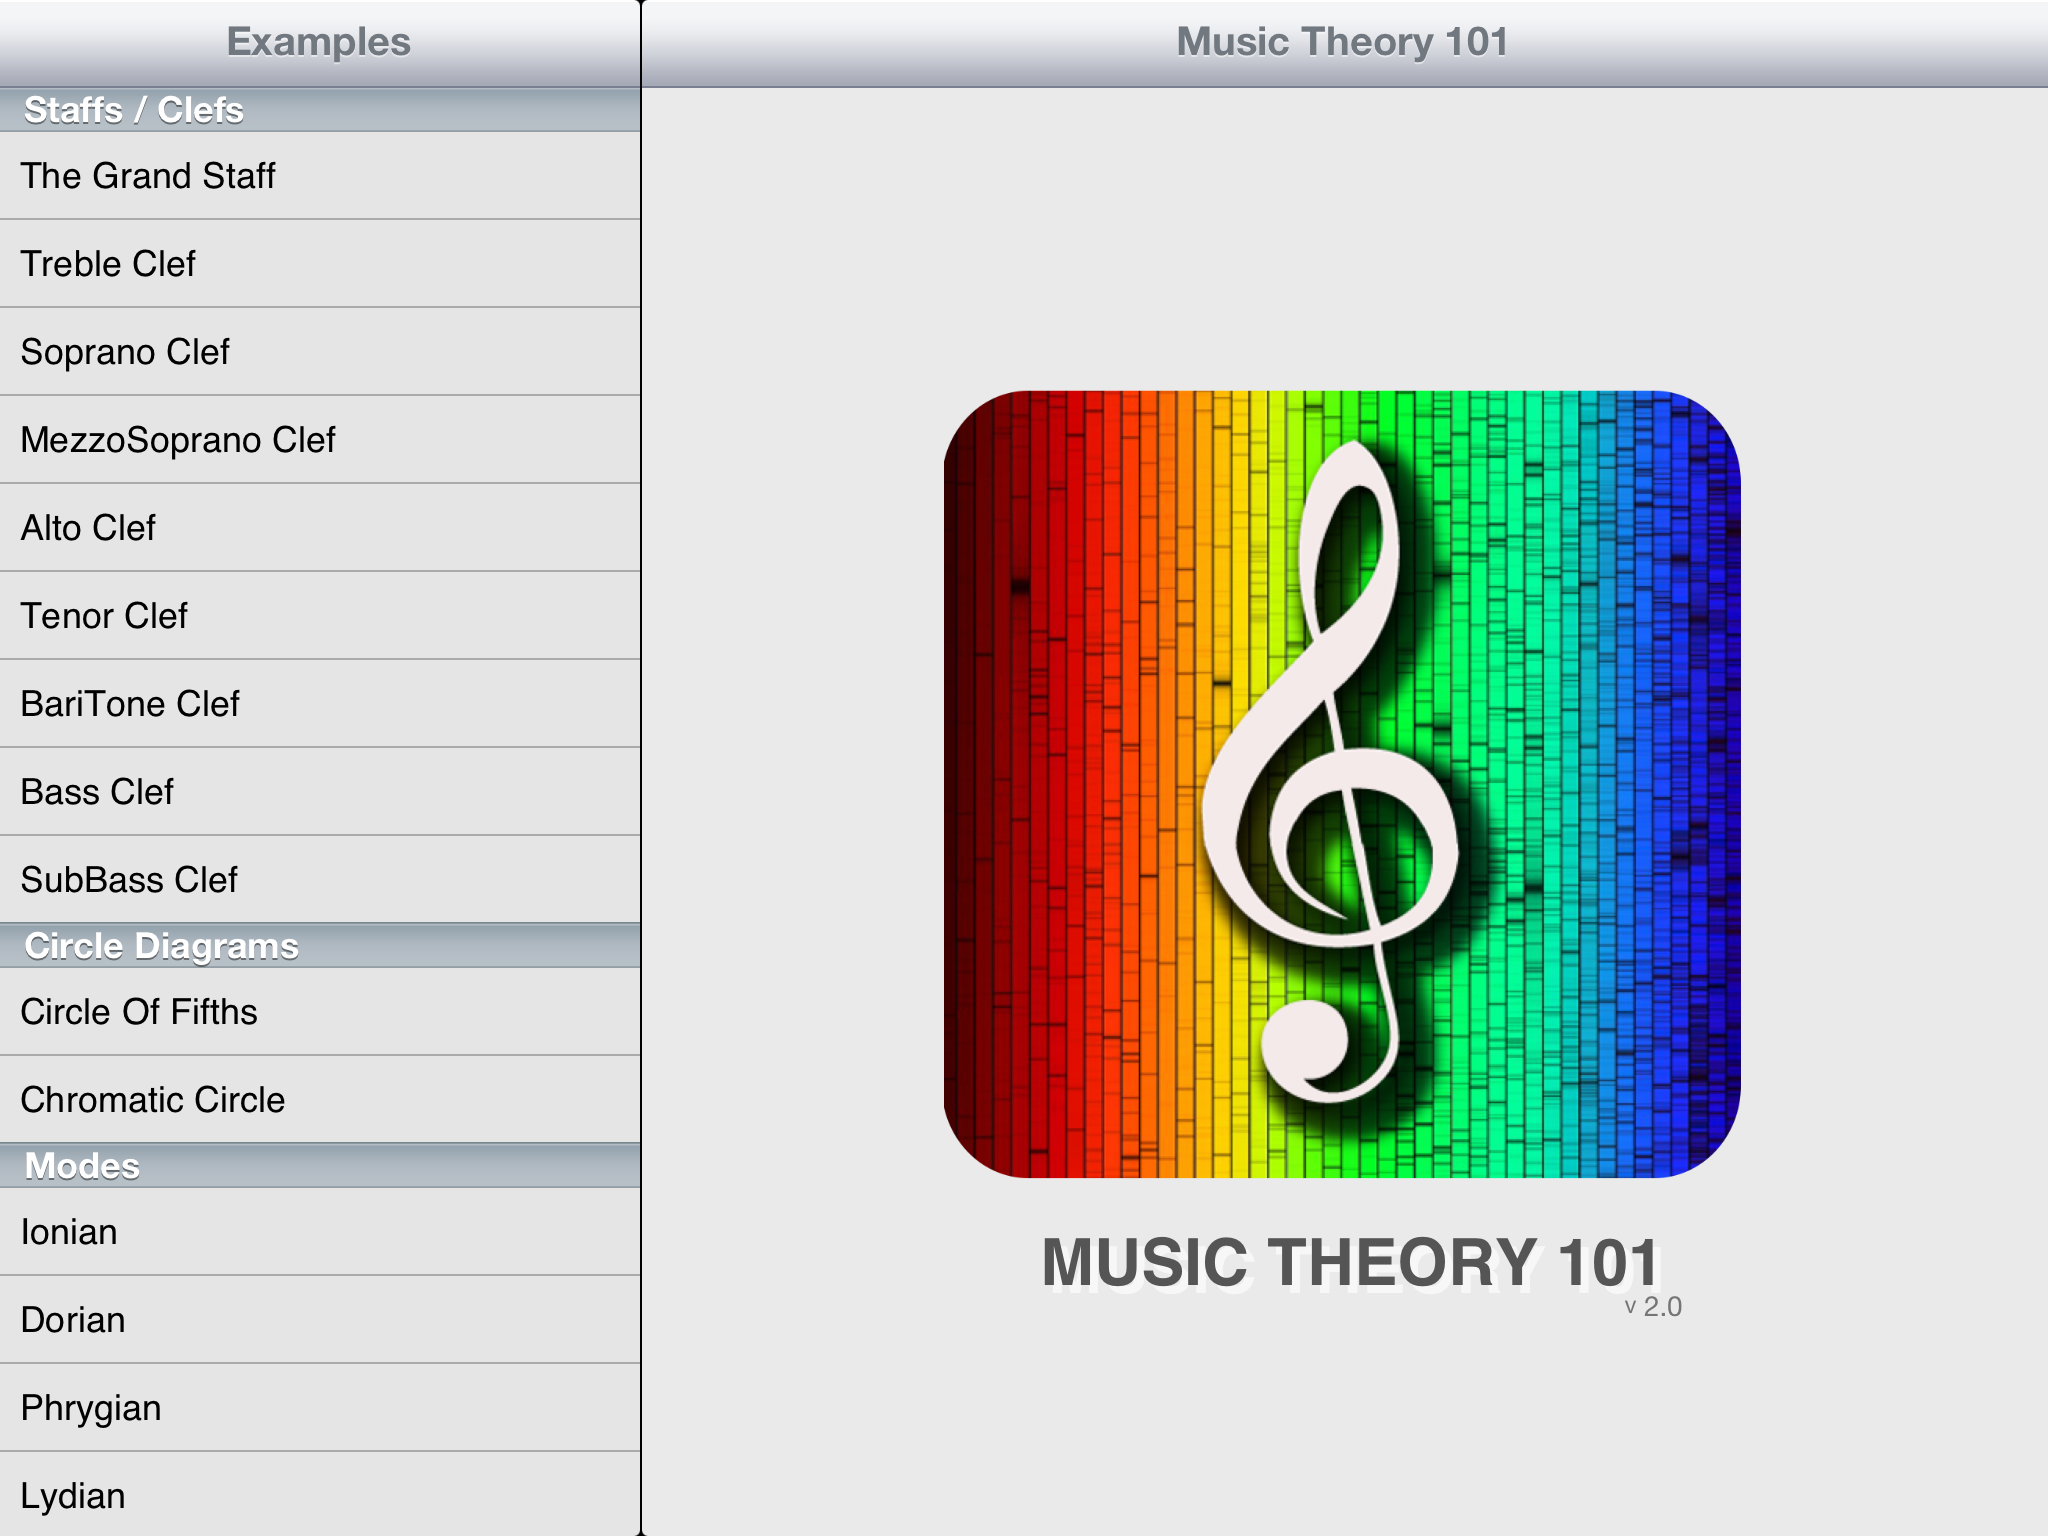 Examples
Staffs / Clefs
The Grand Staff
Treble Clef
Soprano Clef
MezzoSoprano Clef
Alto Clef
Tenor Clef
BariTone Clef
Bass Clef
SubBass Clef
Circle Diagrams
Circle Of Fifths
Chromatic Circle
Modes
Ionian
Dorian
Phrygian
Lydian
Music Theory 101
MUSIC THEORY 101
v 2.0